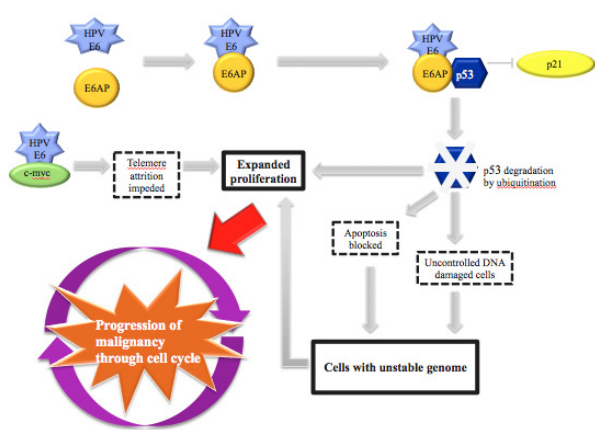 HPV
E6
E6AP
HPV
E6
E6AP
HPV
E6
E6AP
p53
p21
HPV
E6
c-myc
Telomere
attrition
impeded
Expanded
proliferation
p53 degradation
by ubiquitination
Apoptosis
blocked
Uncontrolled DNA
damaged cells
Progression of
malignancy
through cell cycle
Cells with unstable genome